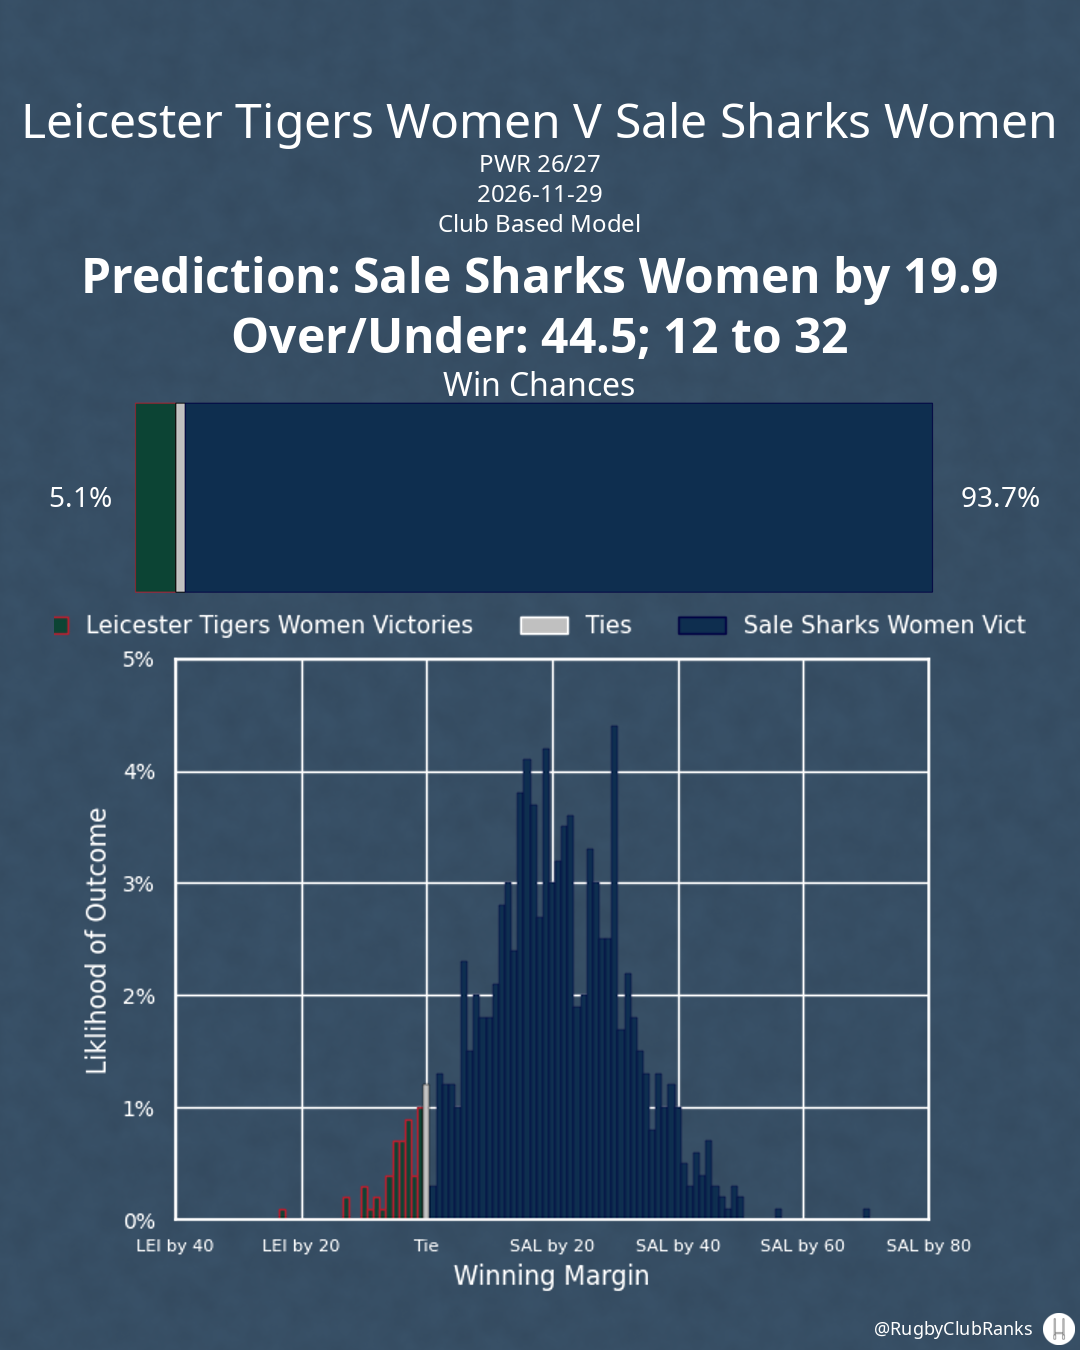 Leicester Tigers Women V Sale Sharks Women
PWR 26/27
2026-11-29
Club Based Model
Prediction: Sale Sharks Women by 19.9
Over/Under: 44.5; 12 to 32
Win Chances
5.1%
93.7%
Leicester Tigers Women Victories
Ties
Sale Sharks Women Vict
5%
4%
3%
2%
1%
0%
Liklihood of Outcome
LEI by 40
LEI by 20
Tie
SAL by 20
SAL by 40
SAL by 60
SAL by 80
Winning Margin
@RugbyClubRanks